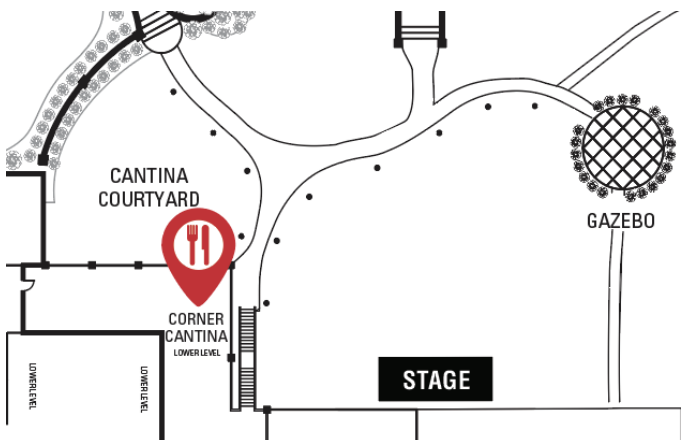 CANTINA
COURTYARD
GAZEBO
CORNER
CANTINA
LOWER LEVEL
STAGE
LOWER LEVEL
LOWER LEVEL